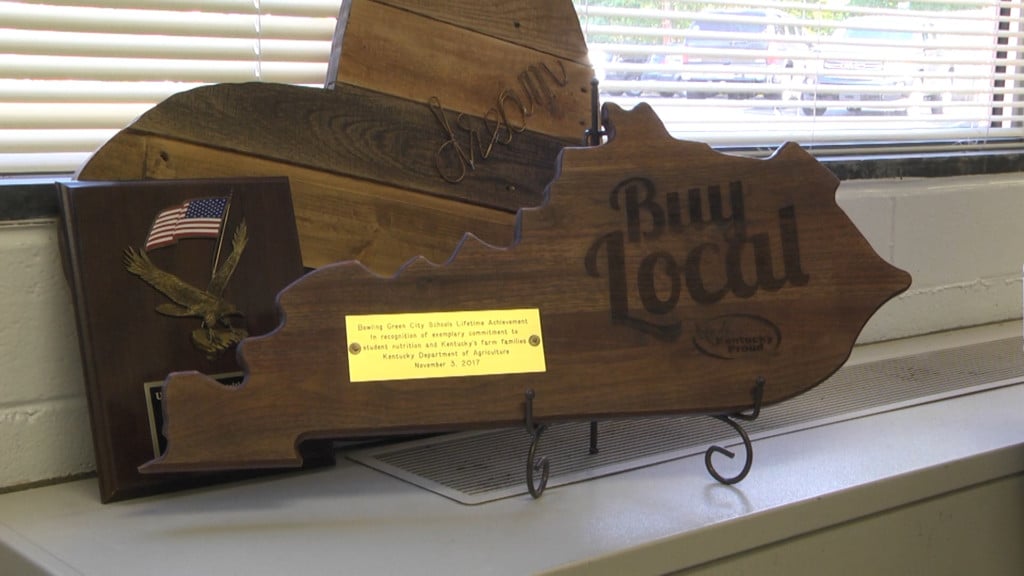 dream
Buy
Local
Kentucky
Proud
Bowling Green City Schools Lifetime Achievement
In recognition of exemplary commitment to
student nutrition and Kentucky's farm families
Kentucky Department of Agriculture
November 3, 2017